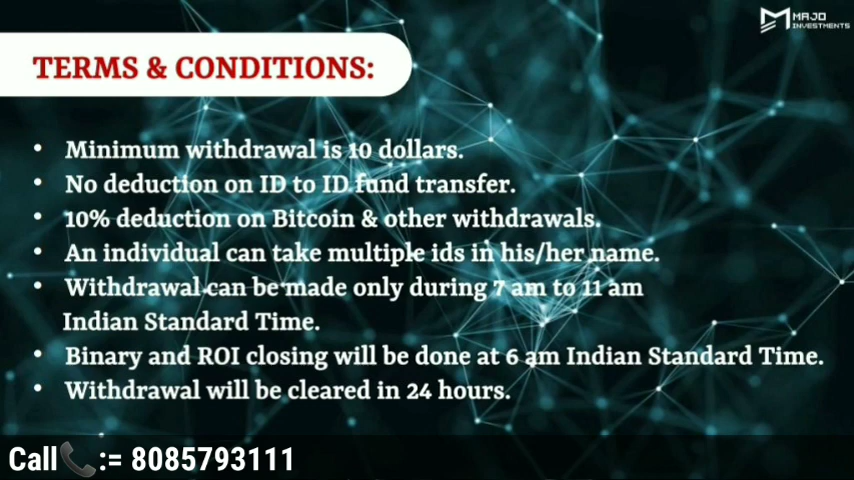 MAJO
INVESTMENTS
TERMS & CONDITIONS:
• Minimum withdrawal is 10 dollars.
• No deduction on ID to ID fund transfer.
• 10% deduction on Bitcoin & other withdrawals.
• An individual can take multiple ids in his/her name.
• Withdrawal can be made only during 7 am to 11 am
Indian Standard Time.
• Binary and ROI closing will be done at 6 am Indian Standard Time.
• Withdrawal will be cleared in 24 hours.
Call📞:= 8085793111